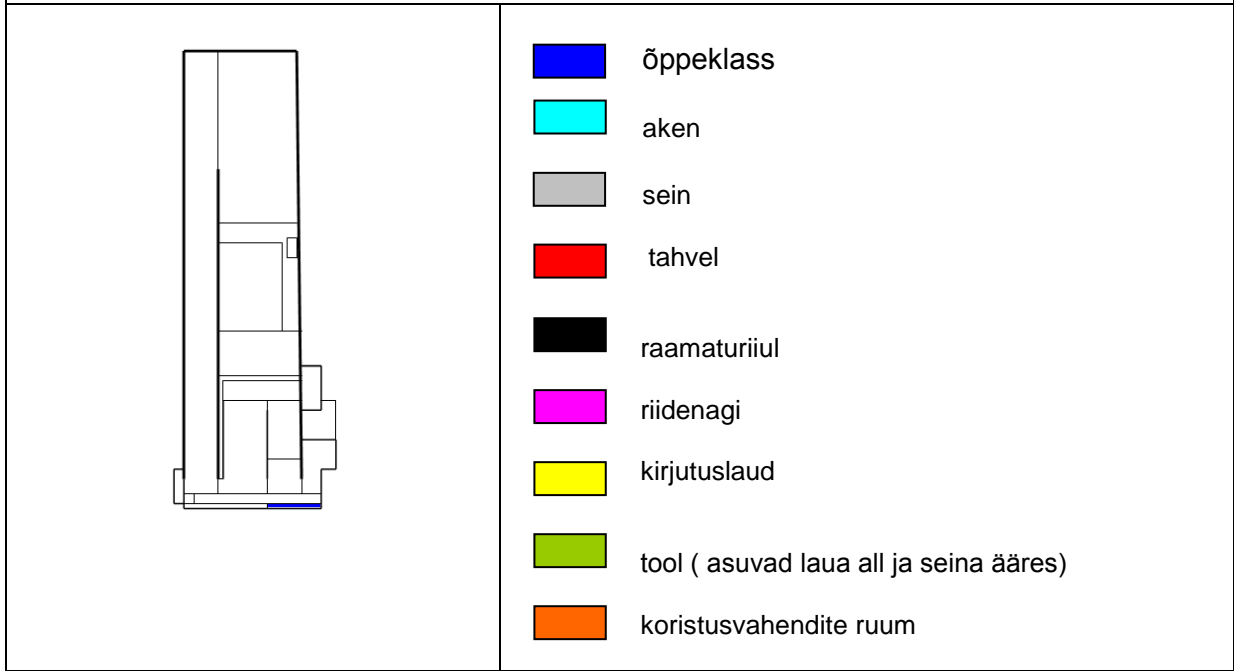 õppeklass
aken
sein
tahvel
raamaturiiul
riidenagi
kirjutuslaud
tool ( asuvad laua all ja seina ääres)
koristusvahendite ruum